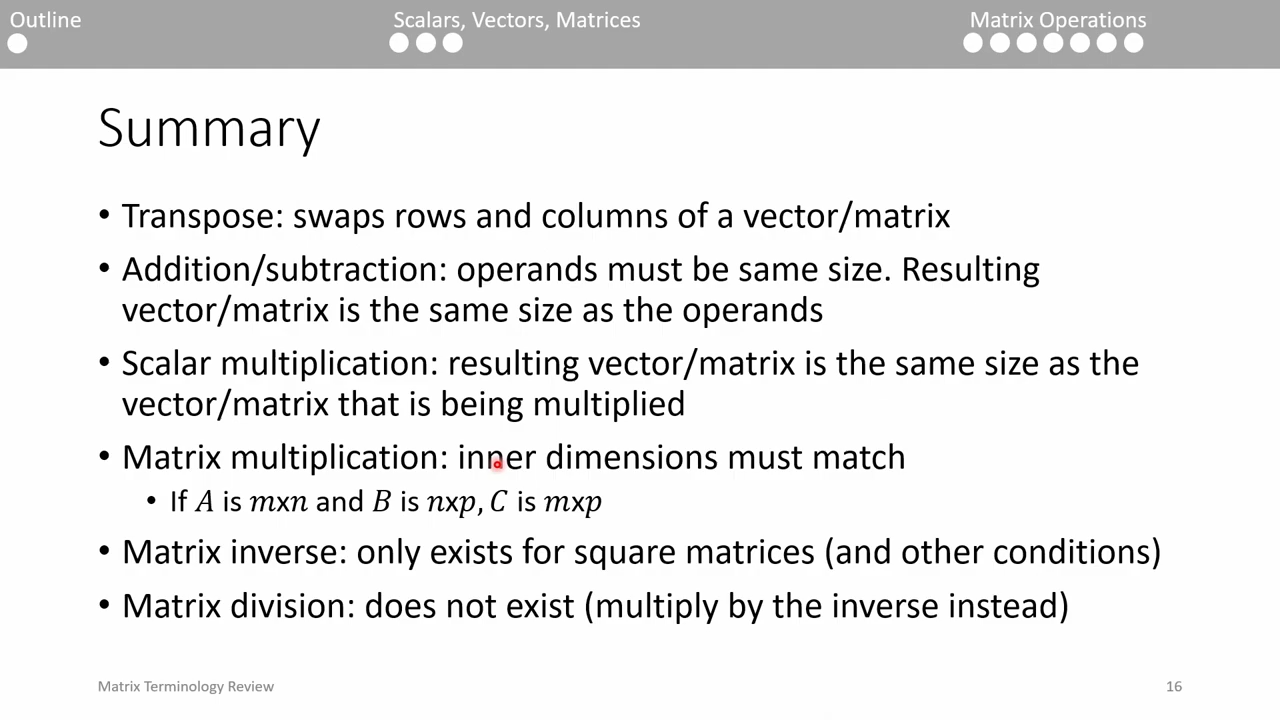 Outline
Scalars, Vectors, Matrices
Matrix Operations
Summary
• Transpose: swaps rows and columns of a vector/matrix
• Addition/subtraction: operands must be same size. Resulting
vector/matrix is the same size as the operands
• Scalar multiplication: resulting vector/matrix is the same size as the
vector/matrix that is being multiplied
• Matrix multiplication: inner dimensions must match
• If A is mxn and B is nxp, C is mxp
• Matrix inverse: only exists for square matrices (and other conditions)
• Matrix division: does not exist (multiply by the inverse instead)
Matrix Terminology Review
16